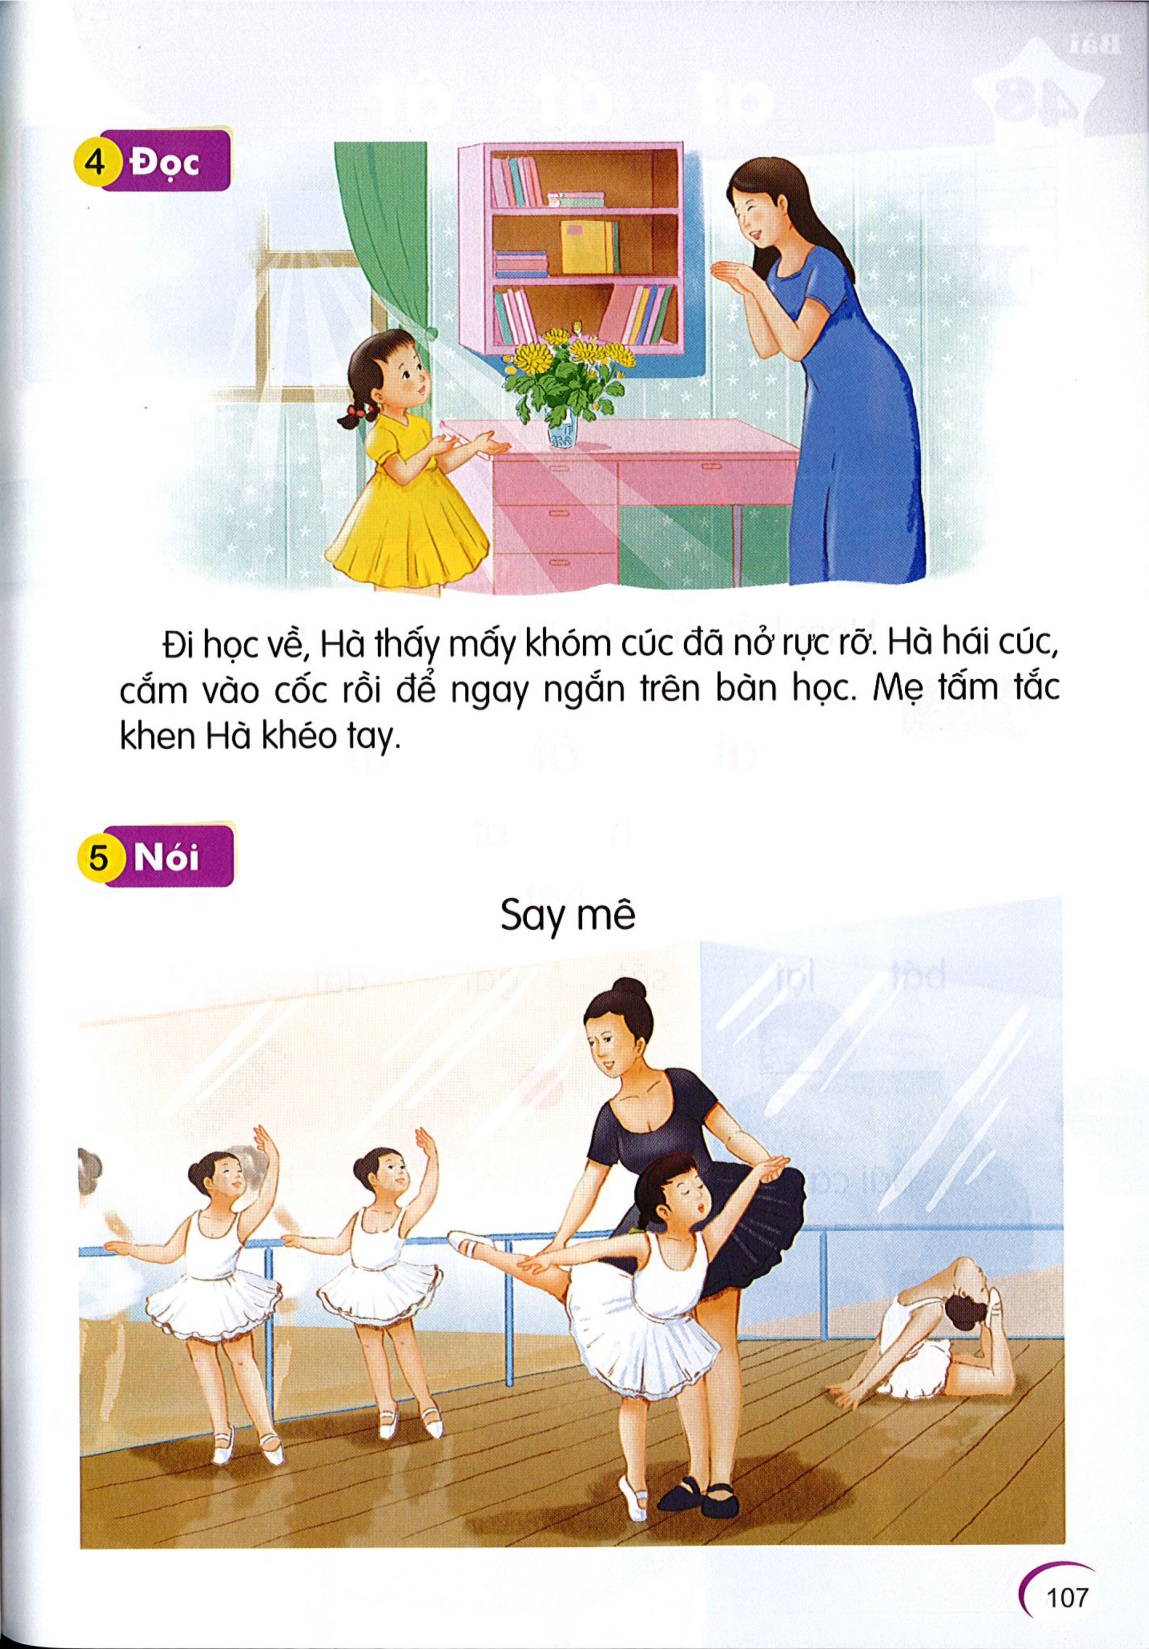 4 Đọc
Đi học về, Hà thấy mấy khóm cúc đã nở rực rỡ. Hà hái cúc,
cắm vào cốc rồi để ngay ngắn trên bàn học. Mẹ tấm tắc
khen Hà khéo tay.
5 Nói
Say mê
107